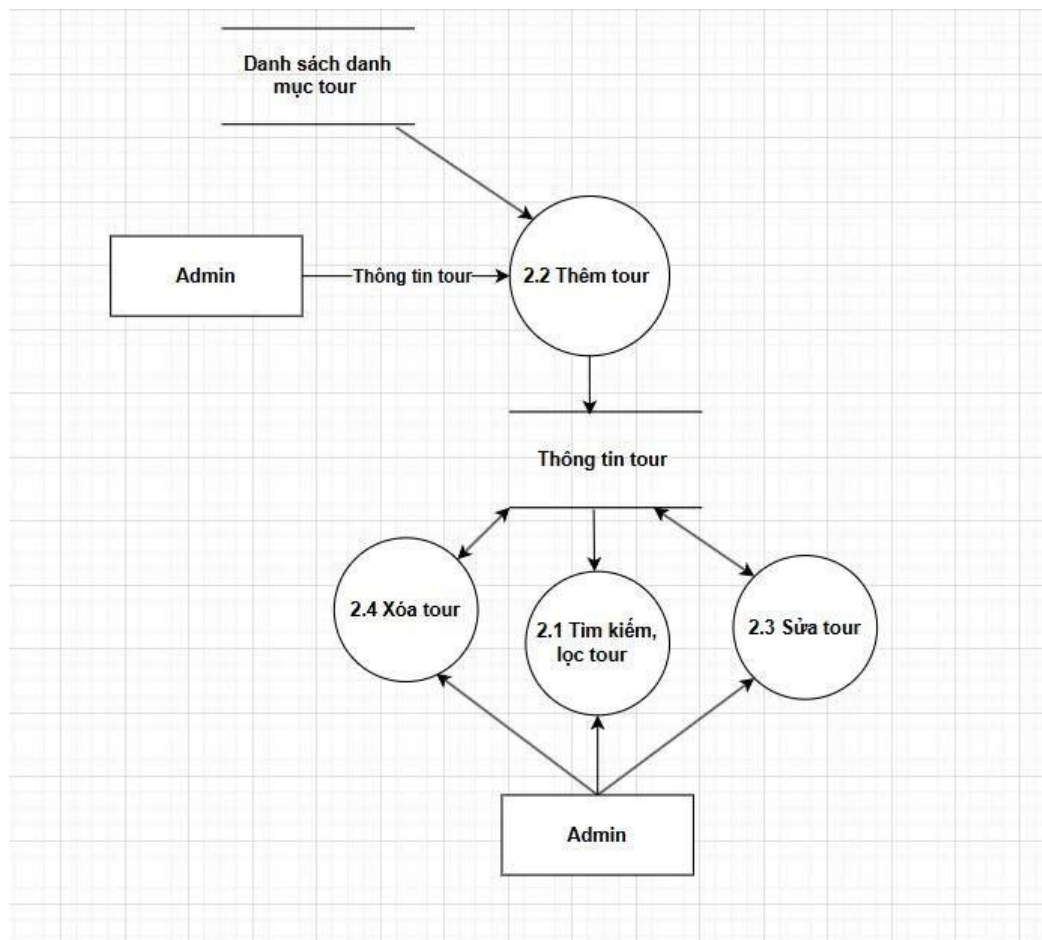 Danh sách danh
mục tour
Admin
Thông tin tour
2.2 Thêm tour
Thông tin tour
2.4 Xóa tour
2.1 Tìm kiếm,
lọc tour
2.3 Sửa tour
Admin